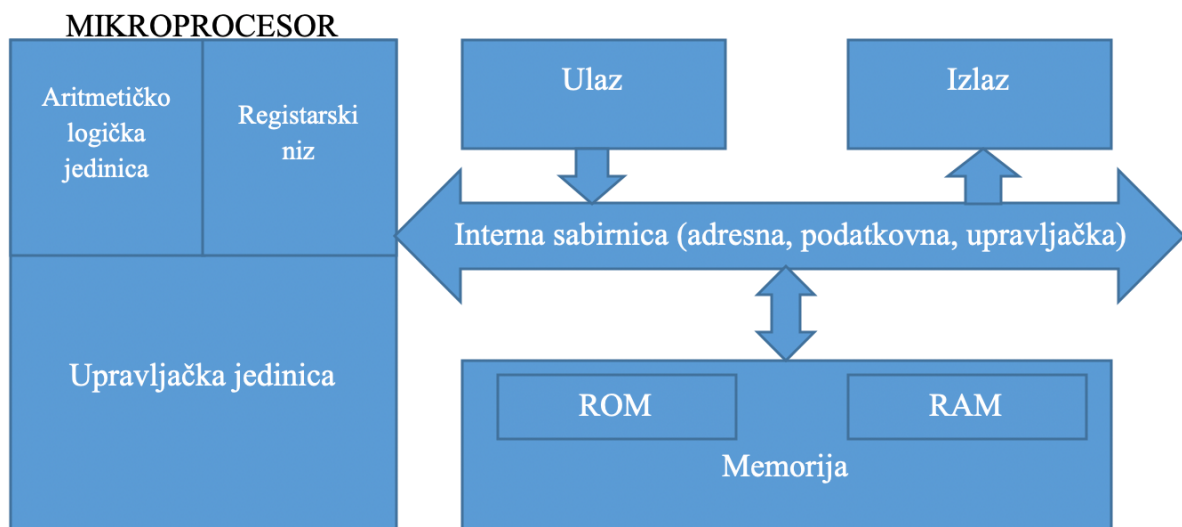 MIKROPROCESOR
Aritmetičko
logička
jedinica
Registarski
niz
Upravljačka jedinica
Ulaz
Izlaz
Interna sabirnica (adresna, podatkovna, upravljačka)
ROM
RAM
Memorija